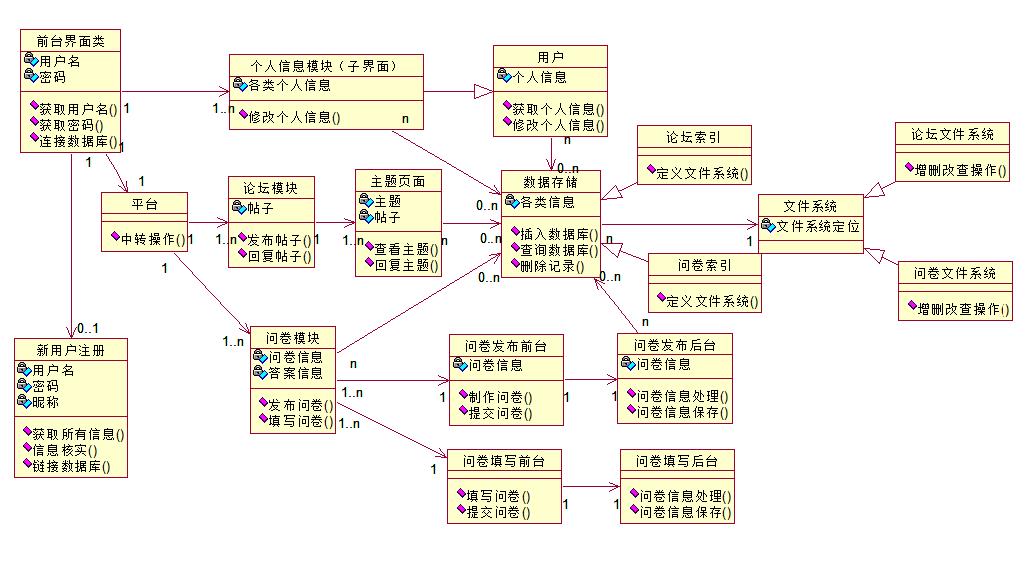 前台界面类
用户名
密码
获取用户名()
获取密码()
连接数据库()
1
1..n
1
1
1
个人信息模块（子界面）
各类个人信息
修改个人信息()
n
用户
个人信息
获取个人信息()
修改个人信息()
n
0..n
论坛索引
定义文件系统()
论坛文件系统
增删改查操作()
平台
中转操作()
1
1..n
1
论坛模块
帖子
发布帖子()
回复帖子()
1
1..n
主题页面
主题
帖子
查看主题()
回复主题()
n
0..n
0..n
0..n
数据存储
各类信息
插入数据库()
查询数据库()
删除记录()
n
1
0..n
文件系统
文件系统定位
问卷索引
定义文件系统()
问卷文件系统
增删改查操作()
0..1
新用户注册
用户名
密码
昵称
获取所有信息()
信息核实()
链接数据库()
1..n
问卷模块
问卷信息
答案信息
发布问卷()
填写问卷()
n
1..n
1..n
1
问卷发布前台
问卷信息
制作问卷()
提交问卷()
1
1
n
问卷发布后台
问卷信息
问卷信息处理()
问卷信息保存()
1
问卷填写前台
填写问卷()
提交问卷()
1
1
问卷填写后台
问卷信息处理()
问卷信息保存()